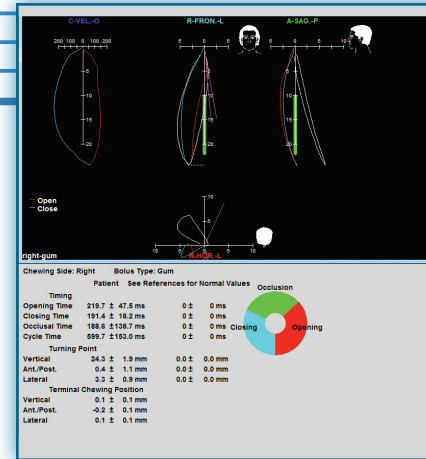 C-VEL.-O R-FRON.-L A-SAG.-P
200 100 0 100 200 10 5 0 5 10 10 5 0 5 10
5 5 5
10 10 10
15 15 15
20 20 20
Open
Close
10
5
10 5 0 5 10
right-gum R-HOR.-L
Chewing Side: Right Bolus Type: Gum
Patient See References for Normal Values
Timing
Opening Time 219.7 ± 47.5 ms 0 ± 0 ms
Closing Time 191.4 ± 18.2 ms 0 ± 0 ms
Occlusal Time 188.6 ±138.7 ms 0 ± 0 ms
Cycle Time 599.7 ±153.0 ms 0 ± 0 ms
Turning Point
Vertical 24.3 ± 1.9 mm 0.0 ± 0.0 mm
Ant./Post. 0.4 ± 1.1 mm 0.0 ± 0.0 mm
Lateral 3.3 ± 0.9 mm 0.0 ± 0.0 mm
Terminal Chewing Position
Vertical 0.1 ± 0.1 mm
Ant./Post. -0.2 ± 0.1 mm
Lateral 0.1 ± 0.1 mm
Occlusion
Closing Opening